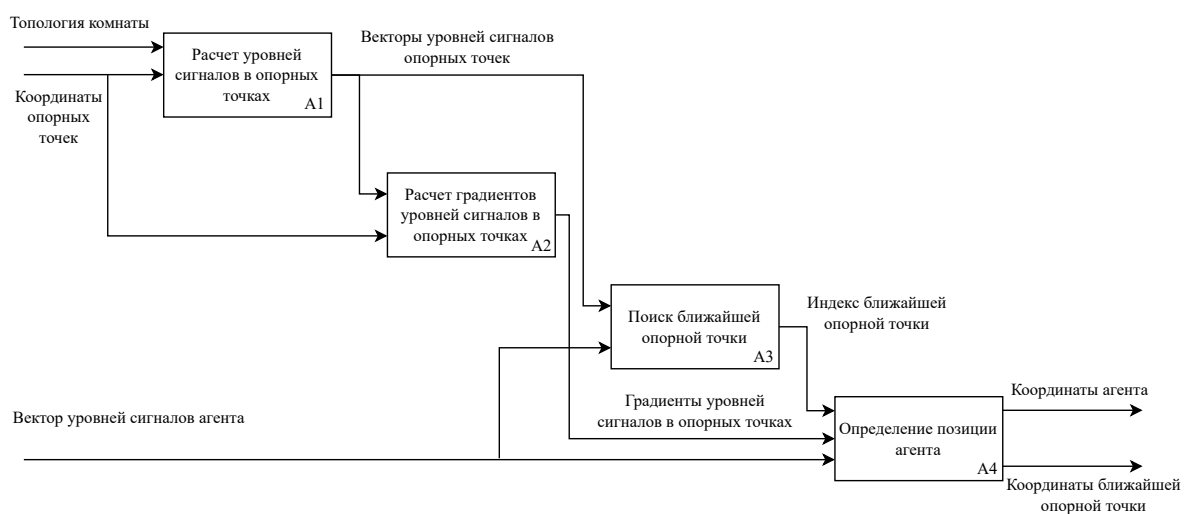 Топология комнаты
Расчет уровней
сигналов в опорных
точках
A1
Векторы уровней сигналов
опорных точек
Координаты
опорных
точек
Расчет градиентов
уровней сигналов в
опорных точках
A2
Поиск ближайшей
опорной точки
A3
Индекс ближайшей
опорной точки
Градиенты уровней
сигналов в опорных точках
Вектор уровней сигналов агента
Определение позиции
агента
A4
Координаты агента
Координаты ближайшей
опорной точки